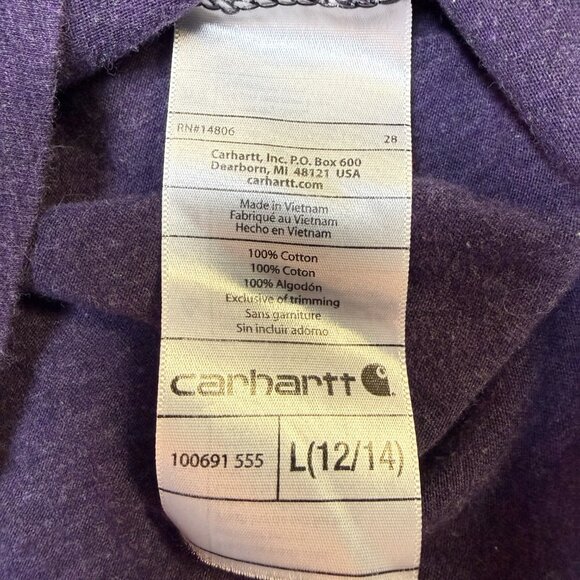 RN#14806 28
Carhartt, Inc. P.O. Box 600
Dearborn, MI 48121 USA
carhartt.com
Made in Vietnam
Fabriqué au Vietnam
Hecho en Vietnam
100% Cotton
100% Coton
100% Algodón
Exclusive of trimming
Sans garniture
Sin incluir adorno
carhartt
100691 555 L(12/14)